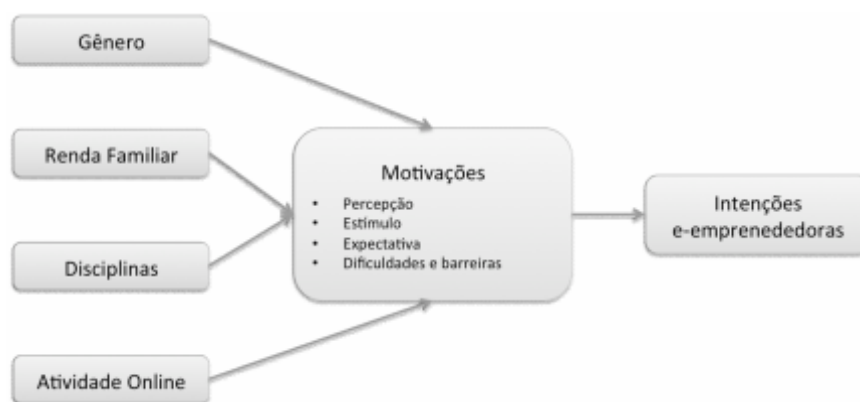 Gênero
Renda Familiar
Disciplinas
Atividade Online
Motivações
• Percepção
• Estímulo
• Expectativa
• Dificuldades e barreiras
Intenções
e-emprenededoras